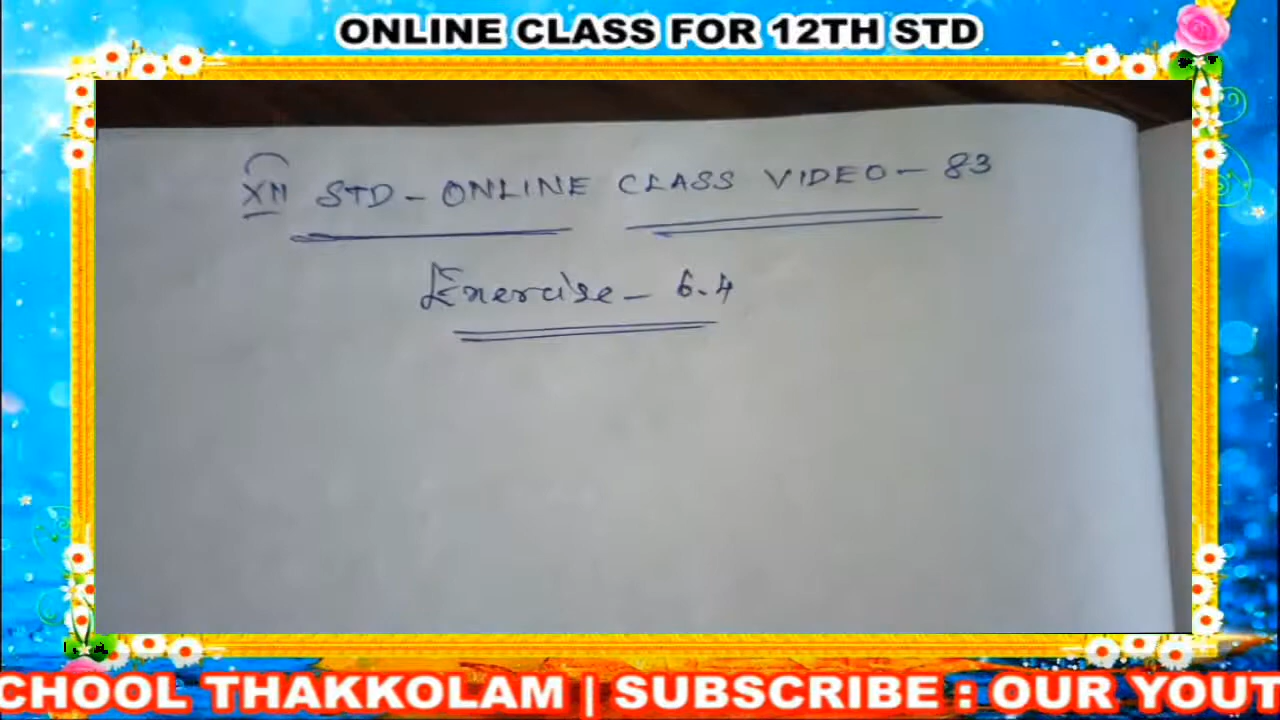 ONLINE CLASS FOR 12TH STD
XII STD - ONLINE CLASS VIDEO - 83
Exercise - 6.4
CHOOL THAKKOLAM | SUBSCRIBE : OUR YOUT